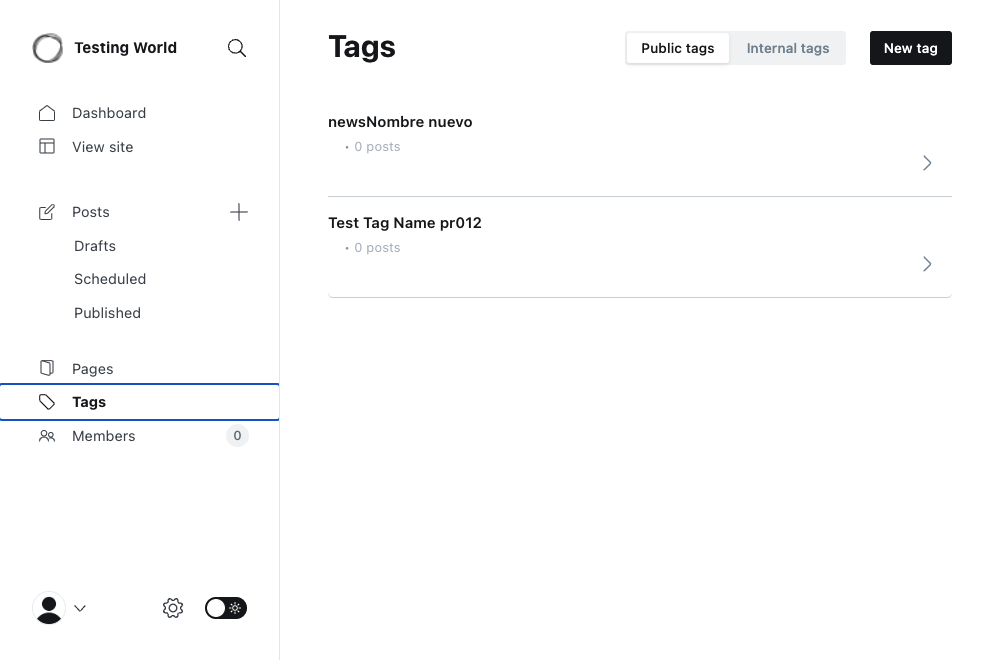 Testing World
Dashboard
View site
Posts
Drafts
Scheduled
Published
Pages
Tags
Members
0
Tags
Public tags
Internal tags
New tag
newsNombre nuevo
• 0 posts
Test Tag Name pr012
• 0 posts